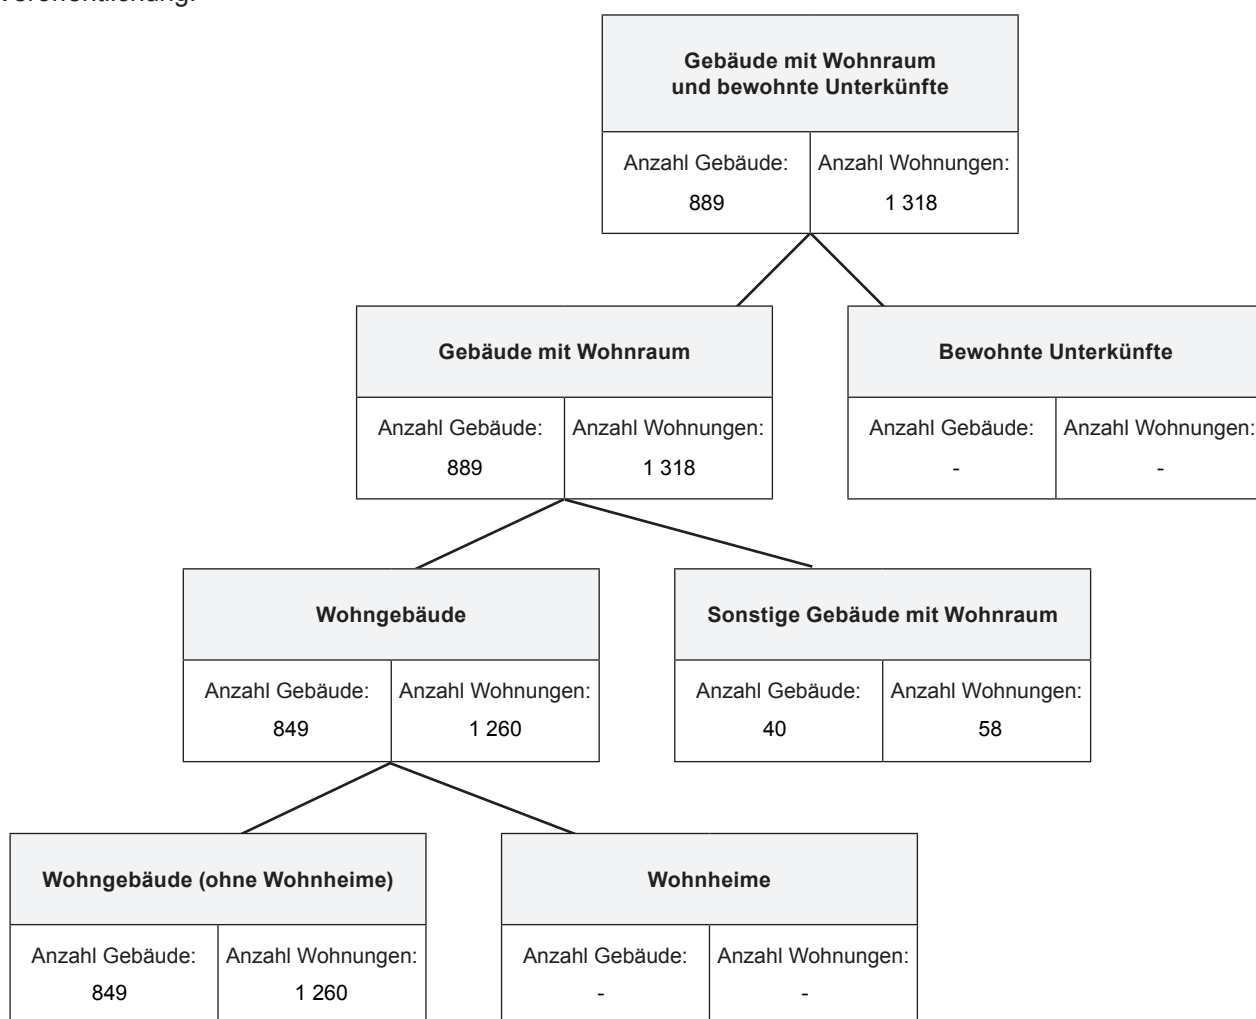 Veröffentlichung.
Gebäude mit Wohnraum
und bewohnte Unterkünfte
Anzahl Gebäude: Anzahl Wohnungen:
889 1 318
Gebäude mit Wohnraum Bewohnte Unterkünfte
Anzahl Gebäude: Anzahl Wohnungen: Anzahl Gebäude: Anzahl Wohnungen:
889 1 318 - -
Wohngebäude Sonstige Gebäude mit Wohnraum
Anzahl Gebäude: Anzahl Wohnungen: Anzahl Gebäude: Anzahl Wohnungen:
849 1 260 40 58
Wohngebäude (ohne Wohnheime) Wohnheime
Anzahl Gebäude: Anzahl Wohnungen: Anzahl Gebäude: Anzahl Wohnungen:
849 1 260 - -